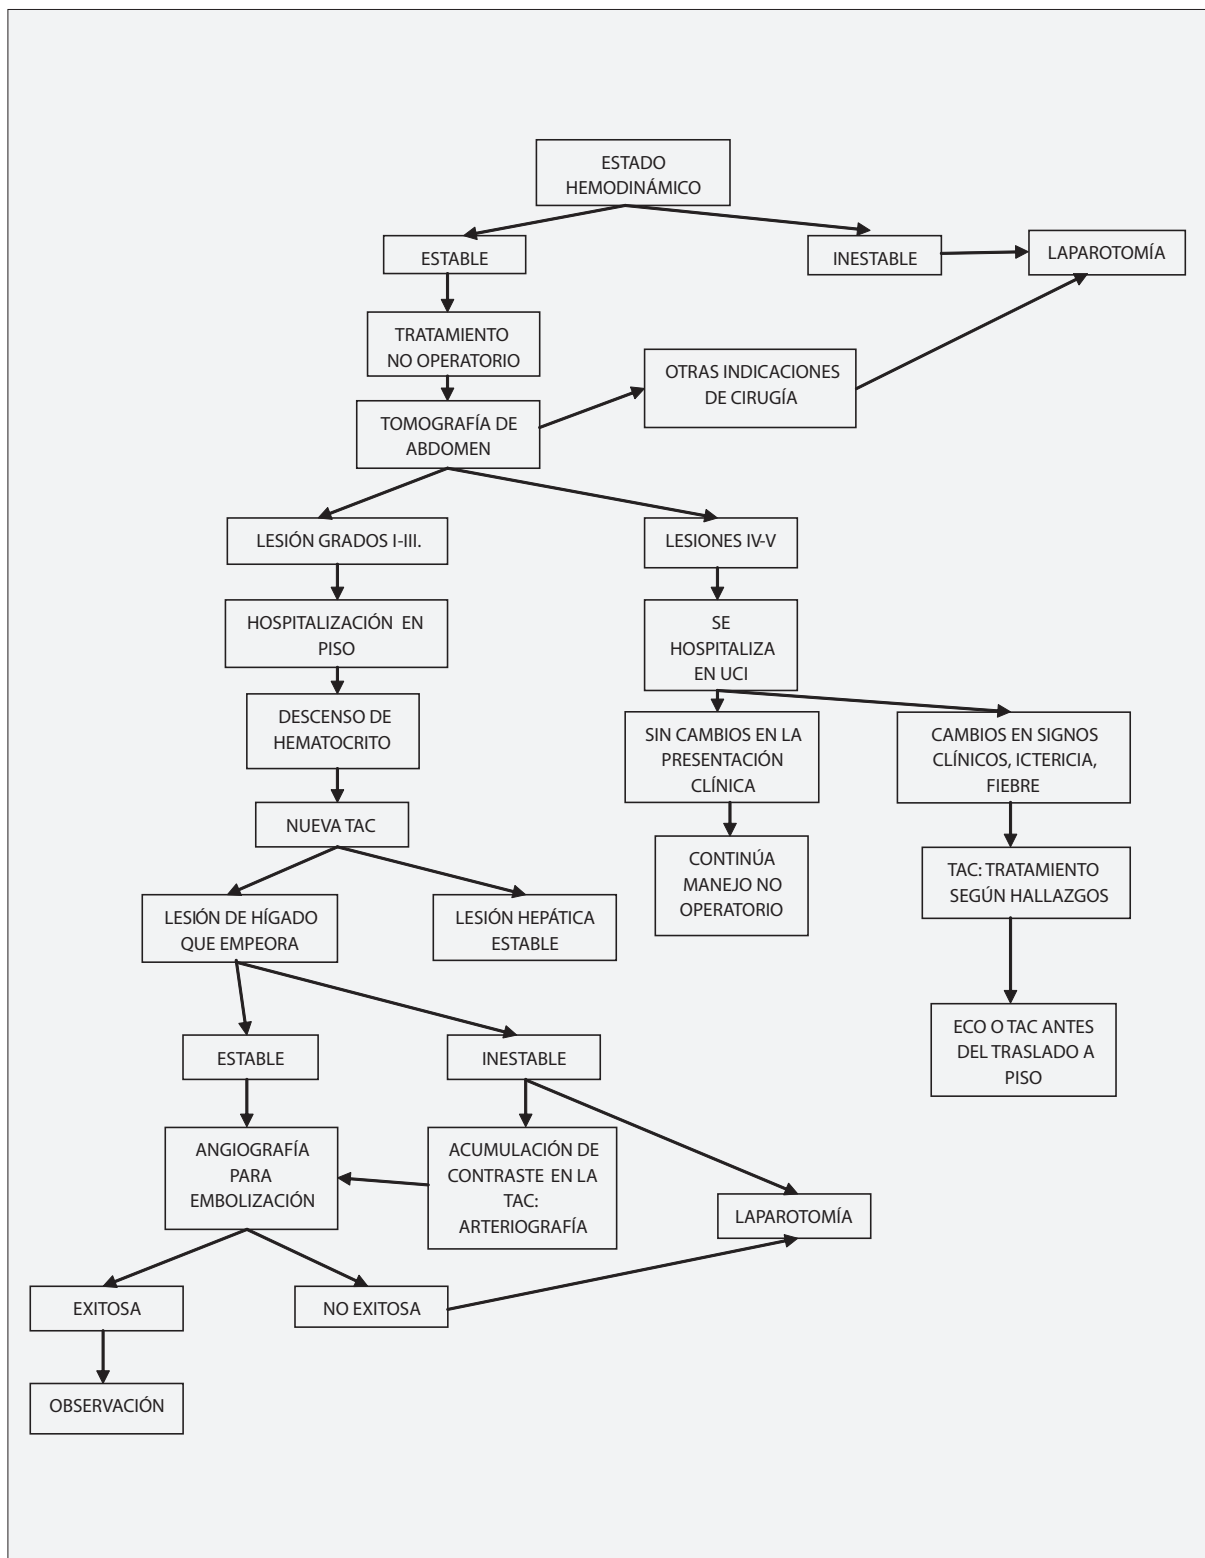 ESTADO
HEMODINÁMICO
ESTABLE
INESTABLE
LAPAROTOMÍA
TRATAMIENTO
NO OPERATORIO
OTRAS INDICACIONES
DE CIRUGÍA
TOMOGRAFÍA DE
ABDOMEN
LESIÓN GRADOS I-III.
LESIONES IV-V
HOSPITALIZACIÓN EN
PISO
SE
HOSPITALIZA
EN UCI
DESCENSO DE
HEMATOCRITO
SIN CAMBIOS EN LA
PRESENTACIÓN
CLÍNICA
CAMBIOS EN SIGNOS
CLÍNICOS, ICTERICIA,
FIEBRE
NUEVA TAC
CONTINÚA
MANEJO NO
OPERATORIO
TAC: TRATAMIENTO
SEGÚN HALLAZGOS
LESIÓN DE HÍGADO
QUE EMPEORA
LESIÓN HEPÁTICA
ESTABLE
ECO O TAC ANTES
DEL TRASLADO A
PISO
ESTABLE
INESTABLE
ANGIOGRAFÍA
PARA
EMBOLIZACIÓN
ACUMULACIÓN DE
CONTRASTE EN LA
TAC:
ARTERIOGRAFÍA
LAPAROTOMÍA
EXITOSA
NO EXITOSA
OBSERVACIÓN